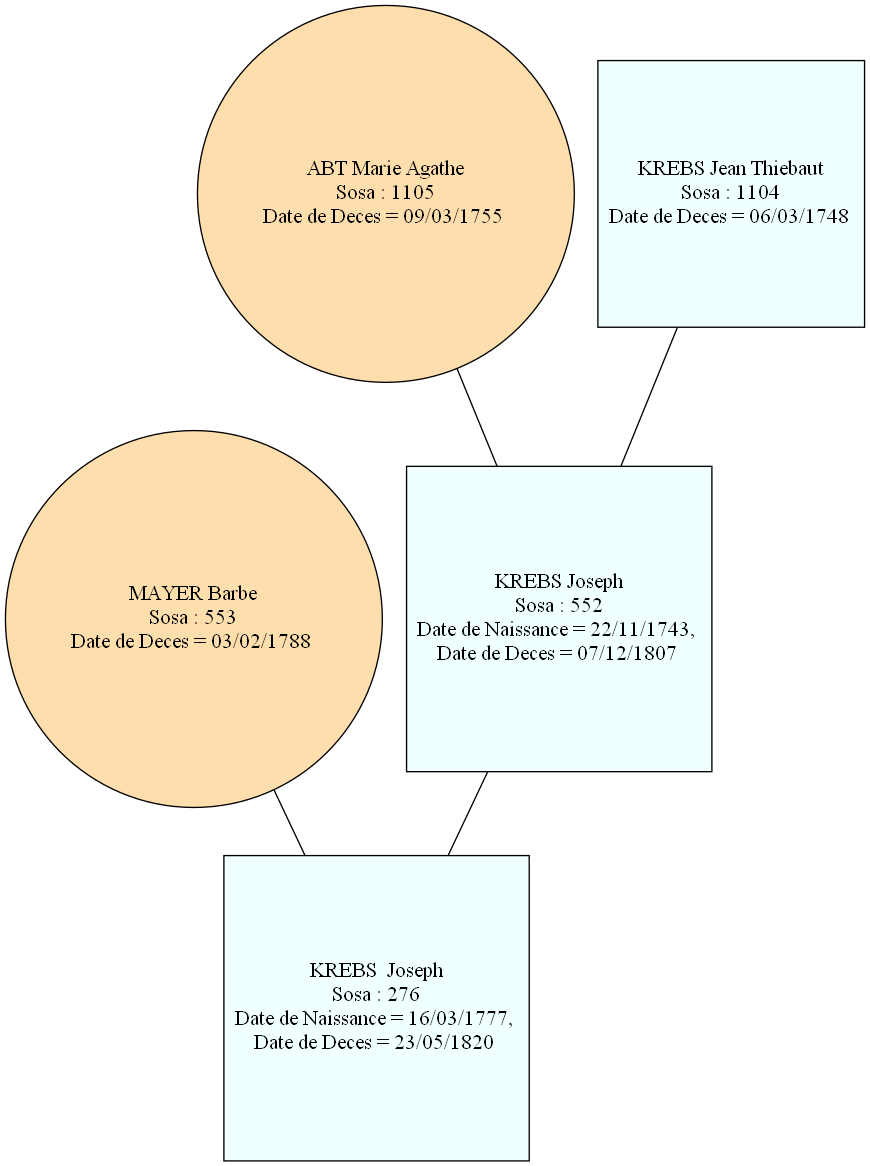 ABT Marie Agathe
Sosa : 1105
Date de Deces = 09/03/1755
KREBS Jean Thiebaut
Sosa : 1104
Date de Deces = 06/03/1748
MAYER Barbe
Sosa : 553
Date de Deces = 03/02/1788
KREBS Joseph
Sosa : 552
Date de Naissance = 22/11/1743,
Date de Deces = 07/12/1807
KREBS  Joseph
Sosa : 276
Date de Naissance = 16/03/1777,
Date de Deces = 23/05/1820